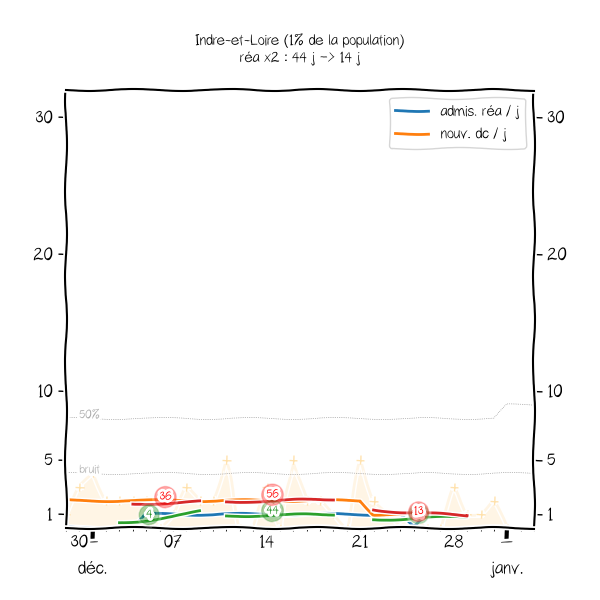 Indre-et-Loire (1% de la population)
réa x2 : 44 j -> 14 j
admis. réa / j
nouv. dc / j
30 30
20 20
10 10
50%
5 5
bruit
36 56
4 44 13
1 1
30 07 14 21 28
déc. janv.